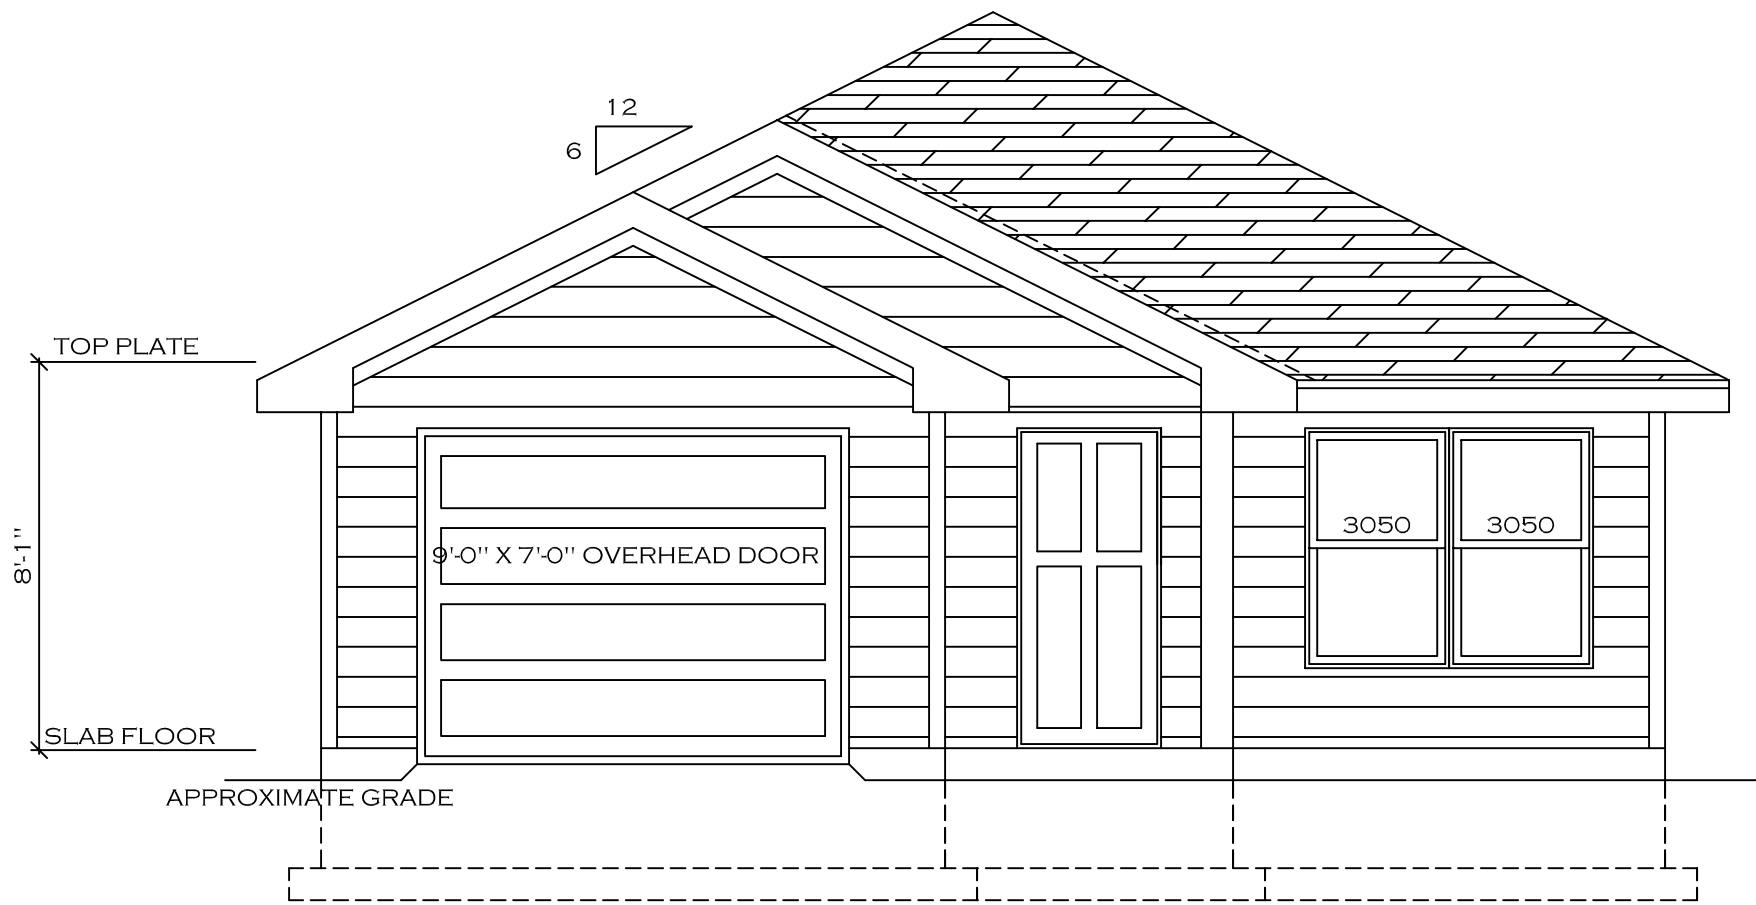 12
6
TOP PLATE
8'-1"
3050
3050
9'-0" X 7'-0" OVERHEAD DOOR
SLAB FLOOR
APPROXIMATE GRADE